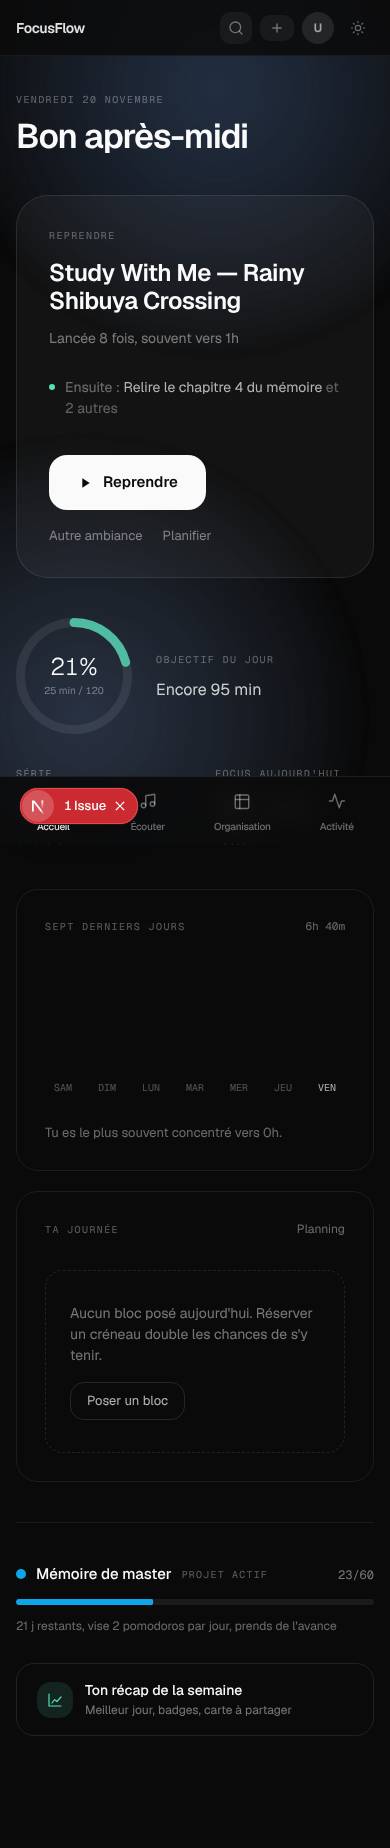 FocusFlow
U
VENDREDI 20 NOVEMBRE
Bon après-midi
REPRENDRE
Study With Me — Rainy
Shibuya Crossing
Lancée 8 fois, souvent vers 1h
Ensuite : Relire le chapitre 4 du mémoire et
2 autres
Reprendre
Autre ambiance Planifier
21%
25 min / 120
OBJECTIF DU JOUR
Encore 95 min
SÉRIE FOCUS AUJOURD'HUI
N 1 Issue
Accueil Écouter Organisation Activité
SEPT DERNIERS JOURS 6h 40m
SAM DIM LUN MAR MER JEU VEN
Tu es le plus souvent concentré vers 0h.
TA JOURNÉE Planning
Aucun bloc posé aujourd'hui. Réserver
un créneau double les chances de s'y
tenir.
Poser un bloc
Mémoire de master PROJET ACTIF 23/60
21 j restants, vise 2 pomodoros par jour, prends de l'avance
Ton récap de la semaine
Meilleur jour, badges, carte à partager